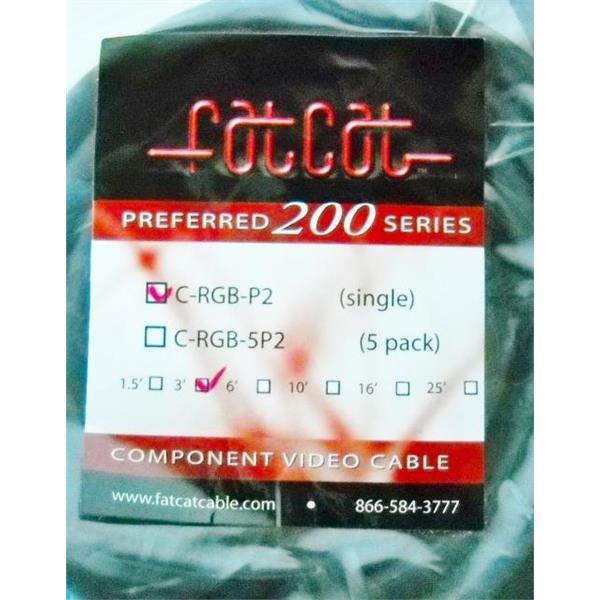 fatcat™
PREFERRED 200 SERIES
C-RGB-P2 (single)
C-RGB-5P2 (5 pack)
1.5' 3' 6' 10' 16' 25'
COMPONENT VIDEO CABLE
www.fatcatcable.com • 866-584-3777